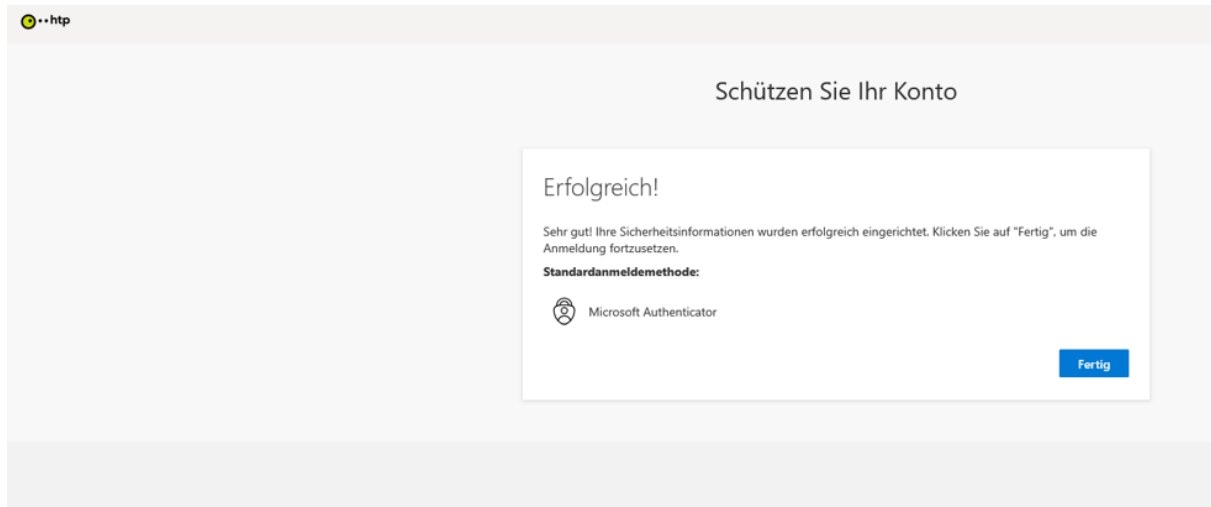 htp
Schützen Sie Ihr Konto
Erfolgreich!
Sehr gut! Ihre Sicherheitsinformationen wurden erfolgreich eingerichtet. Klicken Sie auf "Fertig", um die
Anmeldung fortzusetzen.
Standardanmeldemethode:
Microsoft Authenticator
Fertig